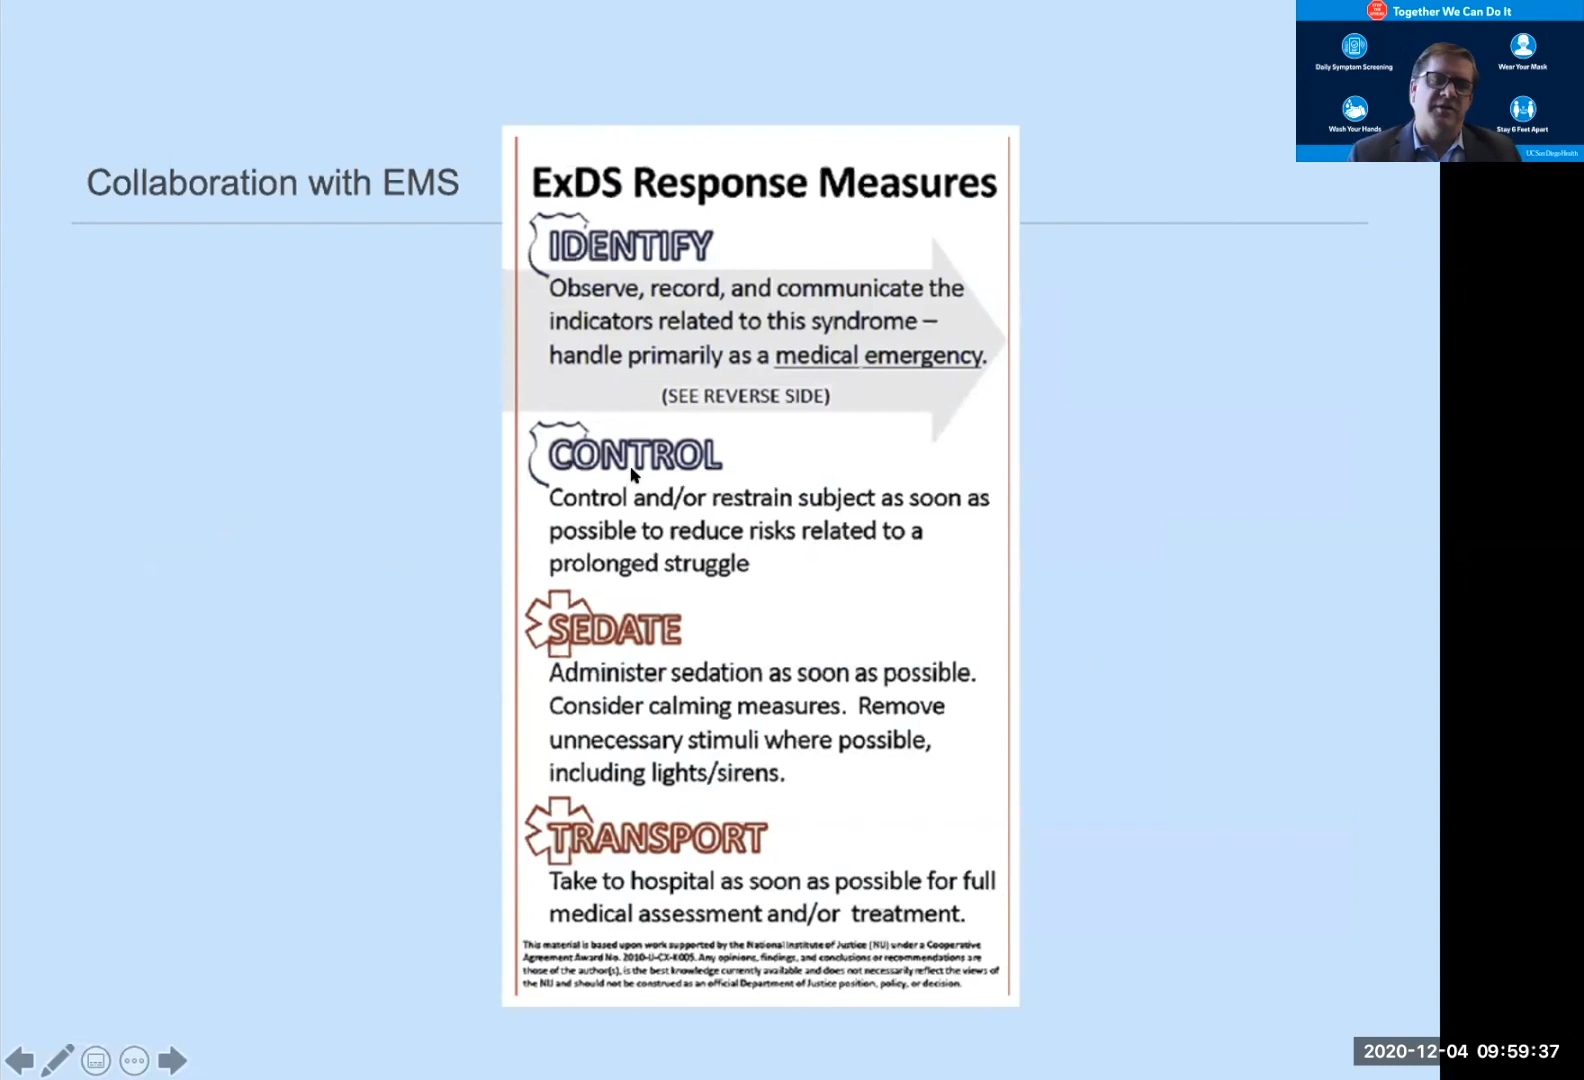 Together We Can Do It
Daily Symptom Screening
Wear Your Mask
Wash Your Hands
Stay 6 Feet Apart
UC San Diego Health
Collaboration with EMS
ExDS Response Measures
IDENTIFY
Observe, record, and communicate the
indicators related to this syndrome –
handle primarily as a medical emergency.
(SEE REVERSE SIDE)
CONTROL
Control and/or restrain subject as soon as
possible to reduce risks related to a
prolonged struggle
SEDATE
Administer sedation as soon as possible.
Consider calming measures. Remove
unnecessary stimuli where possible,
including lights/sirens.
TRANSPORT
Take to hospital as soon as possible for full
medical assessment and/or treatment.
This material is based upon work supported by the National Institute of Justice (NIJ) under a Cooperative
Agreement Award No. 2010-IJ-CX-K005. Any opinions, findings, and conclusions or recommendations are
those of the author(s), is the best knowledge currently available and does not necessarily reflect the views of
the NIJ and should not be construed as an official Department of Justice position, policy, or decision.
2020-12-04 09:59:37